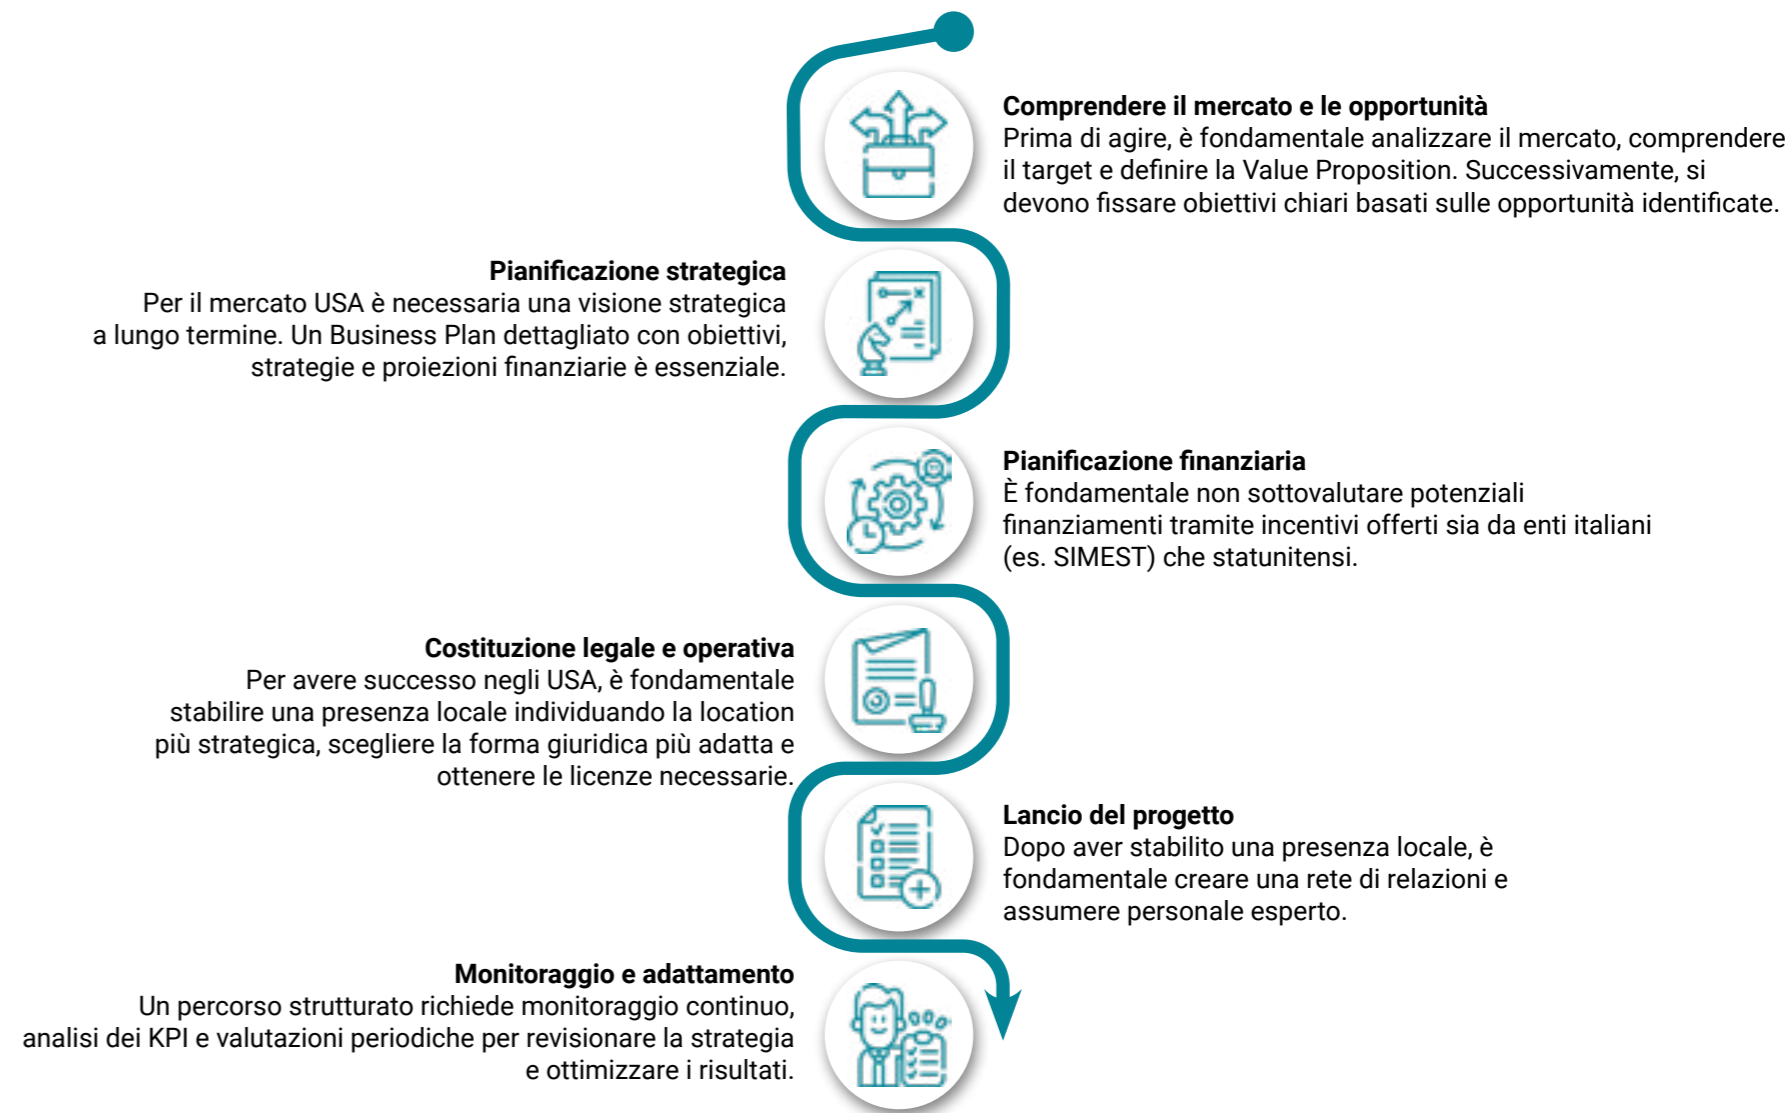 Comprendere il mercato e le opportunità
Prima di agire, è fondamentale analizzare il mercato, comprendere
il target e definire la Value Proposition. Successivamente, si
devono fissare obiettivi chiari basati sulle opportunità identificate.
Pianificazione strategica
Per il mercato USA è necessaria una visione strategica
a lungo termine. Un Business Plan dettagliato con obiettivi,
strategie e proiezioni finanziarie è essenziale.
Pianificazione finanziaria
È fondamentale non sottovalutare potenziali
finanziamenti tramite incentivi offerti sia da enti italiani
(es. SIMEST) che statunitensi.
Costituzione legale e operativa
Per avere successo negli USA, è fondamentale
stabilire una presenza locale individuando la location
più strategica, scegliere la forma giuridica più adatta e
ottenere le licenze necessarie.
Lancio del progetto
Dopo aver stabilito una presenza locale, è
fondamentale creare una rete di relazioni e
assumere personale esperto.
Monitoraggio e adattamento
Un percorso strutturato richiede monitoraggio continuo,
analisi dei KPI e valutazioni periodiche per revisionare la strategia
e ottimizzare i risultati.